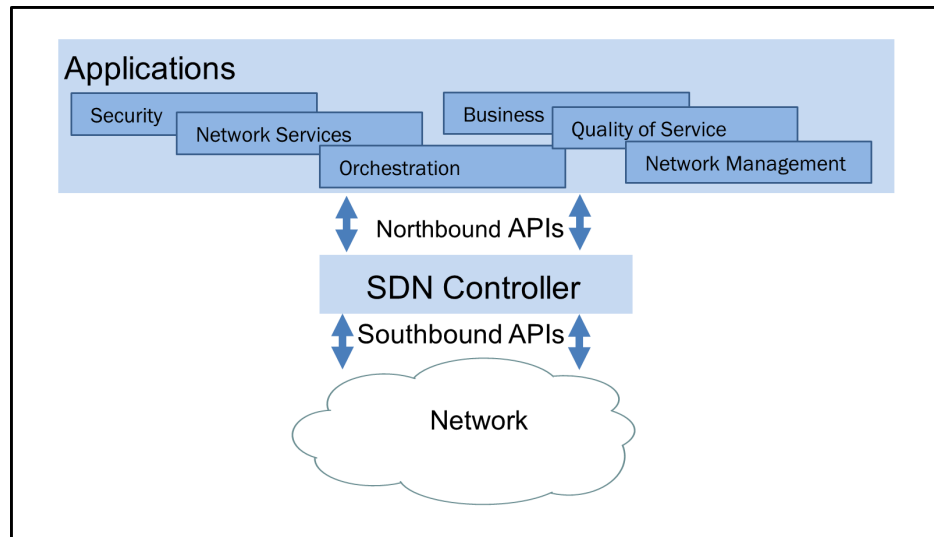 Applications
Security
Network Services
Orchestration
Business
Quality of Service
Network Management
Northbound APIs
SDN Controller
Southbound APIs
Network